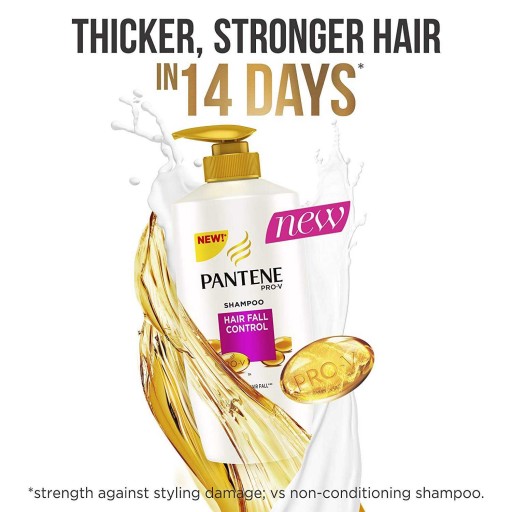 THICKER, STRONGER HAIR
IN 14 DAYS*
new
NEW!*
PANTENE
PRO-V
SHAMPOO
HAIR FALL
CONTROL
PRO-V
PRO-V
*strength against styling damage; vs non-conditioning shampoo.